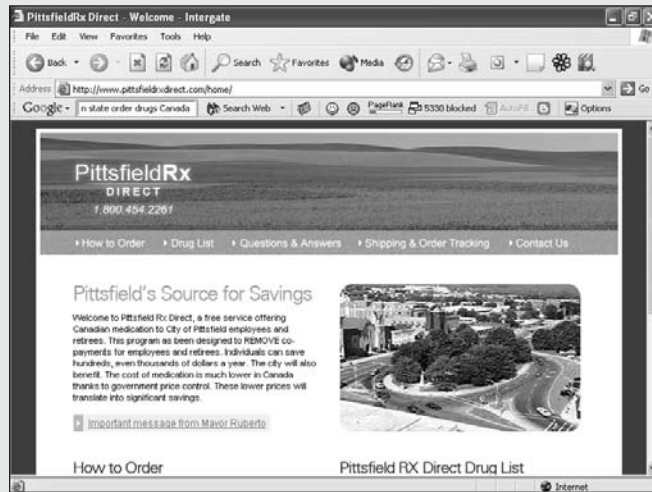 PittsfieldRx Direct - Welcome - Intergate
File Edit View Favorites Tools Help
Back Search Favorites Media
Address http://www.pittsfieldrxdirect.com/home/ Go
Google n state order drugs Canada Search Web PageRank 5330 blocked AutoFill Options
PittsfieldRx
DIRECT
1.800.454.2261
How to Order Drug List Questions & Answers Shipping & Order Tracking Contact Us
Pittsfield's Source for Savings
Welcome to Pittsfield Rx Direct, a free service offering
Canadian medication to City of Pittsfield employees and
retirees. This program as been designed to REMOVE co-
payments for employees and retirees. Individuals can save
hundreds, even thousands of dollars a year. The city will also
benefit. The cost of medication is much lower in Canada
thanks to government price control. These lower prices will
translate into significant savings.
Important message from Mayor Ruberto
How to Order
Pittsfield RX Direct Drug List
Internet